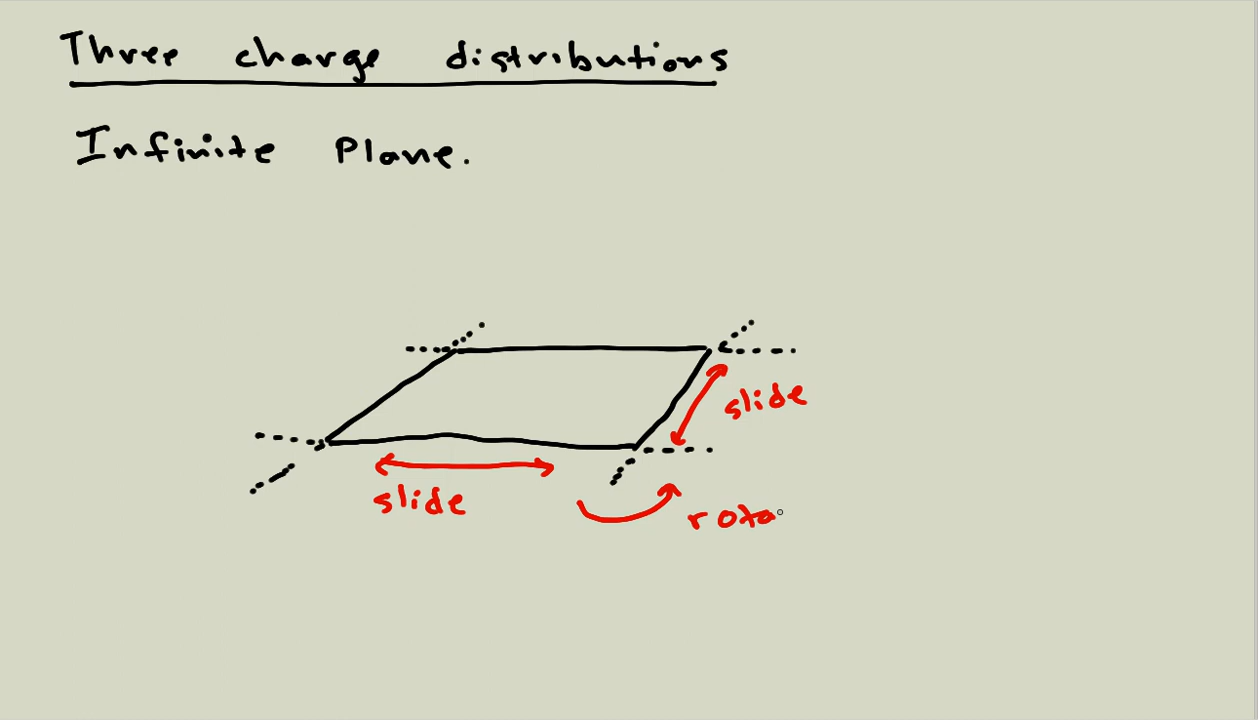 Three charge distributions
Infinite Plane.
slide
slide
rota